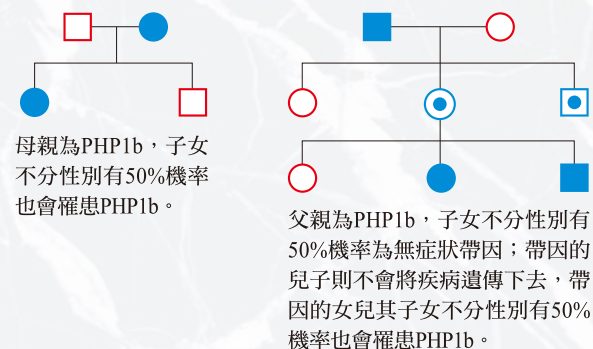 母親為PHP1b，子女
不分性別有50%機率
也會罹患PHP1b。
父親為PHP1b，子女不分性別有
50%機率為無症狀帶因；帶因的
兒子則不會將疾病遺傳下去，帶
因的女兒其子女不分性別有50%
機率也會罹患PHP1b。